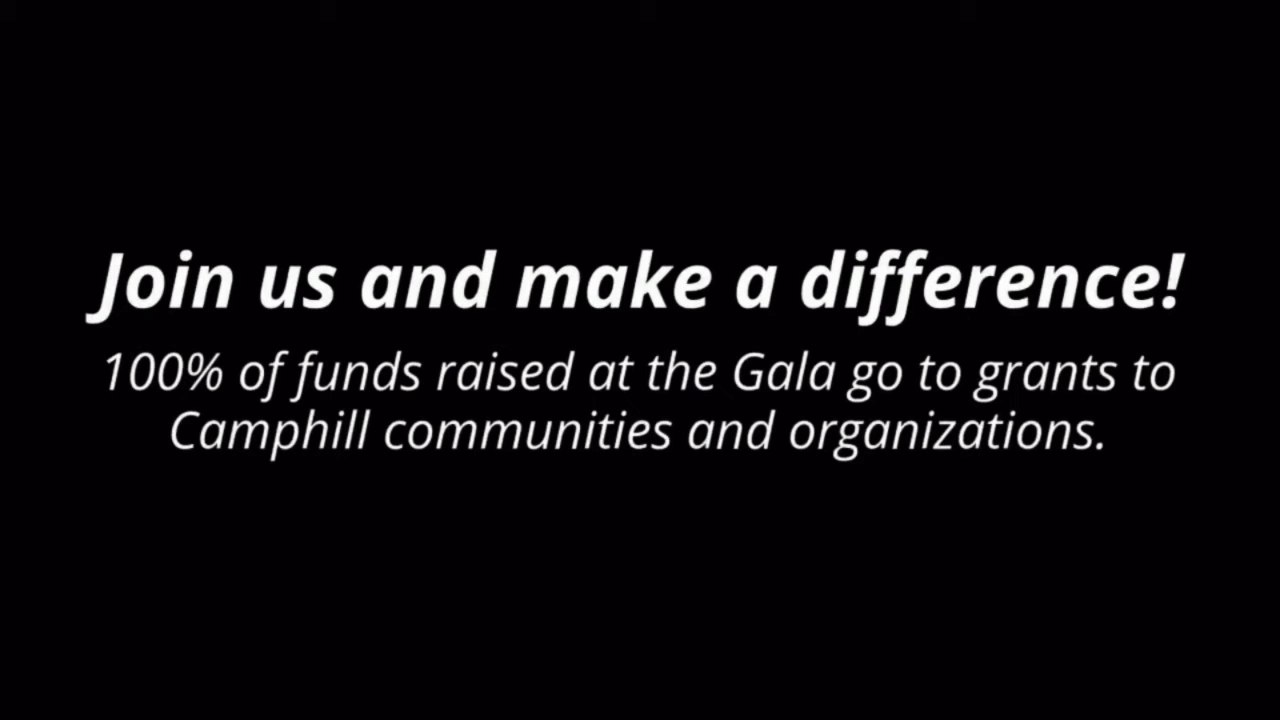 Join us and make a difference!
100% of funds raised at the Gala go to grants to
Camphill communities and organizations.